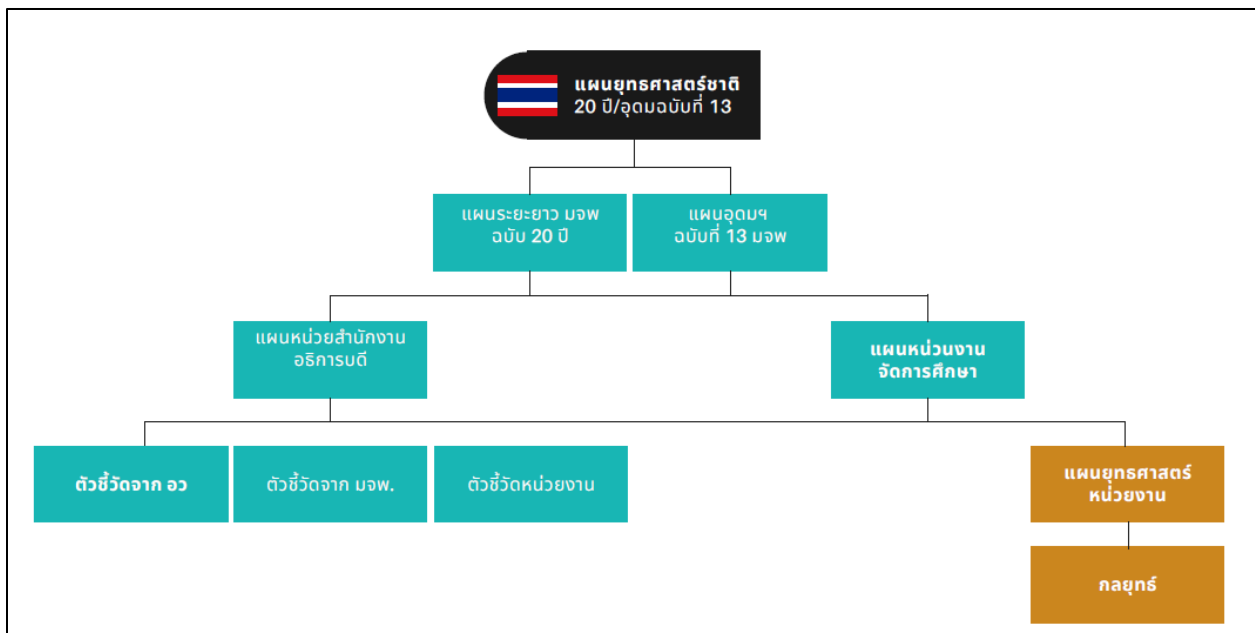 แผนยุทธศาสตร์ชาติ
20 ปี/อุดมฉบับที่ 13
แผนระยะยาว มจพ
ฉบับ 20 ปี
แผนอุดมฯ
ฉบับที่ 13 มจพ
แผนหน่วยสำนักงาน
อธิการบดี
แผนหน่วนงาน
จัดการศึกษา
ตัวชี้วัดจาก อว
ตัวชี้วัดจาก มจพ.
ตัวชี้วัดหน่วยงาน
แผนยุทธศาสตร์
หน่วยงาน
กลยุทธ์